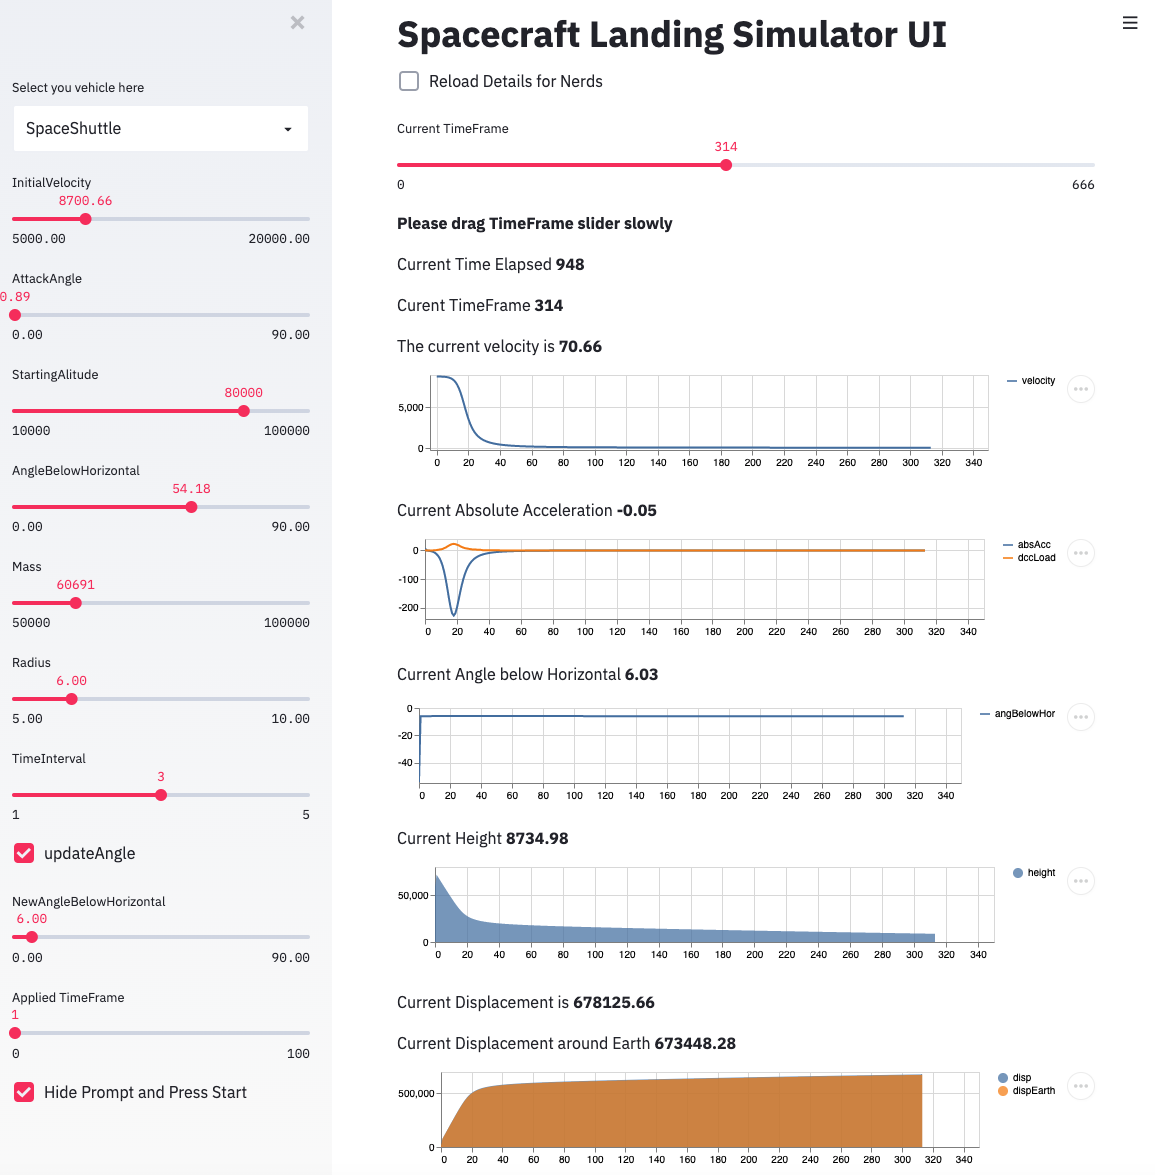 Select you vehicle here
SpaceShuttle
InitialVelocity
8700.66
5000.00 20000.00
AttackAngle
0.89
0.00 90.00
StartingAlitude
80000
10000 100000
AngleBelowHorizontal
54.18
0.00 90.00
Mass
60691
50000 100000
Radius
6.00
5.00 10.00
TimeInterval
3
1 5
updateAngle
NewAngleBelowHorizontal
6.00
0.00 90.00
Applied TimeFrame
1
0 100
Hide Prompt and Press Start
Spacecraft Landing Simulator UI
Reload Details for Nerds
Current TimeFrame
314
0 666
Please drag TimeFrame slider slowly
Current Time Elapsed 948
Curent TimeFrame 314
The current velocity is 70.66
velocity
5,000
0
0 20 40 60 80 100 120 140 160 180 200 220 240 260 280 300 320 340
Current Absolute Acceleration -0.05
absAcc
dccLoad
0
-100
-200
0 20 40 60 80 100 120 140 160 180 200 220 240 260 280 300 320 340
Current Angle below Horizontal 6.03
angBelowHor
0
-20
-40
0 20 40 60 80 100 120 140 160 180 200 220 240 260 280 300 320 340
Current Height 8734.98
height
50,000
0
0 20 40 60 80 100 120 140 160 180 200 220 240 260 280 300 320 340
Current Displacement is 678125.66
Current Displacement around Earth 673448.28
disp
dispEarth
500,000
0
0 20 40 60 80 100 120 140 160 180 200 220 240 260 280 300 320 340